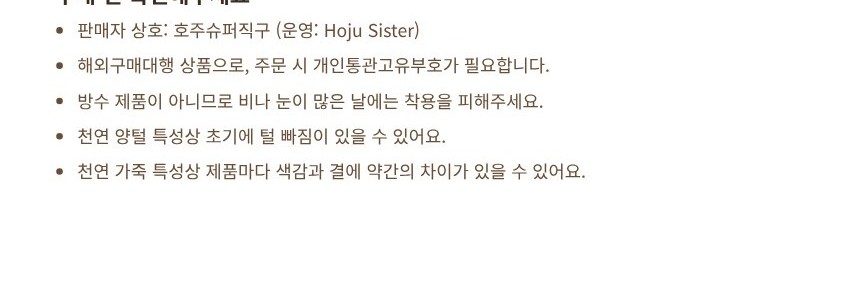 판매자 상호: 호주슈퍼직구 (운영: Hoju Sister)
해외구매대행 상품으로, 주문 시 개인통관고유부호가 필요합니다.
방수 제품이 아니므로 비나 눈이 많은 날에는 착용을 피해주세요.
천연 양털 특성상 초기에 털 빠짐이 있을 수 있어요.
천연 가죽 특성상 제품마다 색감과 결에 약간의 차이가 있을 수 있어요.